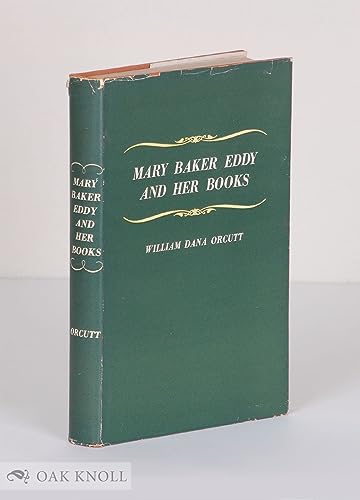 MARY BAKER EDDY
AND HER BOOKS
WILLIAM DANA ORCUTT
MARY
BAKER
EDDY
AND
HER
BOOKS
ORCUTT
© OAK KNOLL